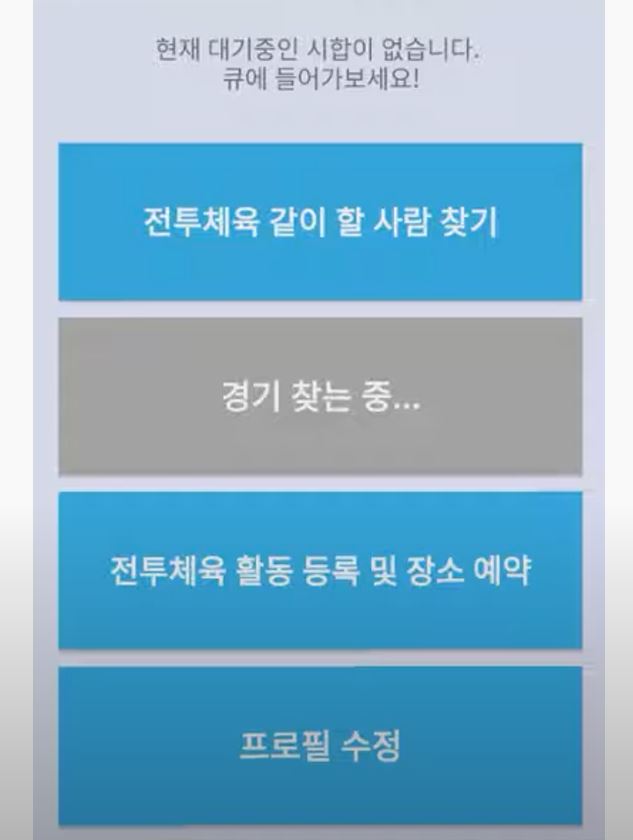 현재 대기중인 시합이 없습니다.
큐에 들어가보세요!
전투체육 같이 할 사람 찾기
경기 찾는 중...
전투체육 활동 등록 및 장소 예약
프로필 수정